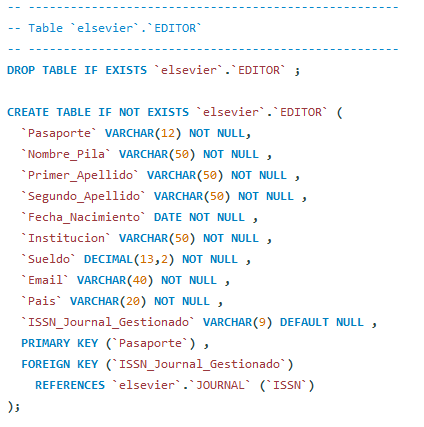 -- -----------------------------------------------------
-- Table `elsevier`.`EDITOR`
-- -----------------------------------------------------
DROP TABLE IF EXISTS `elsevier`.`EDITOR` ;

CREATE TABLE IF NOT EXISTS `elsevier`.`EDITOR` (
  `Pasaporte` VARCHAR(12) NOT NULL,
  `Nombre_Pila` VARCHAR(50) NOT NULL ,
  `Primer_Apellido` VARCHAR(50) NOT NULL ,
  `Segundo_Apellido` VARCHAR(50) NOT NULL ,
  `Fecha_Nacimiento` DATE NOT NULL ,
  `Institucion` VARCHAR(50) NOT NULL ,
  `Sueldo` DECIMAL(13,2) NOT NULL ,
  `Email` VARCHAR(40) NOT NULL ,
  `Pais` VARCHAR(20) NOT NULL ,
  `ISSN_Journal_Gestionado` VARCHAR(9) DEFAULT NULL ,
  PRIMARY KEY (`Pasaporte`) ,
  FOREIGN KEY (`ISSN_Journal_Gestionado`)
    REFERENCES `elsevier`.`JOURNAL` (`ISSN`)
);